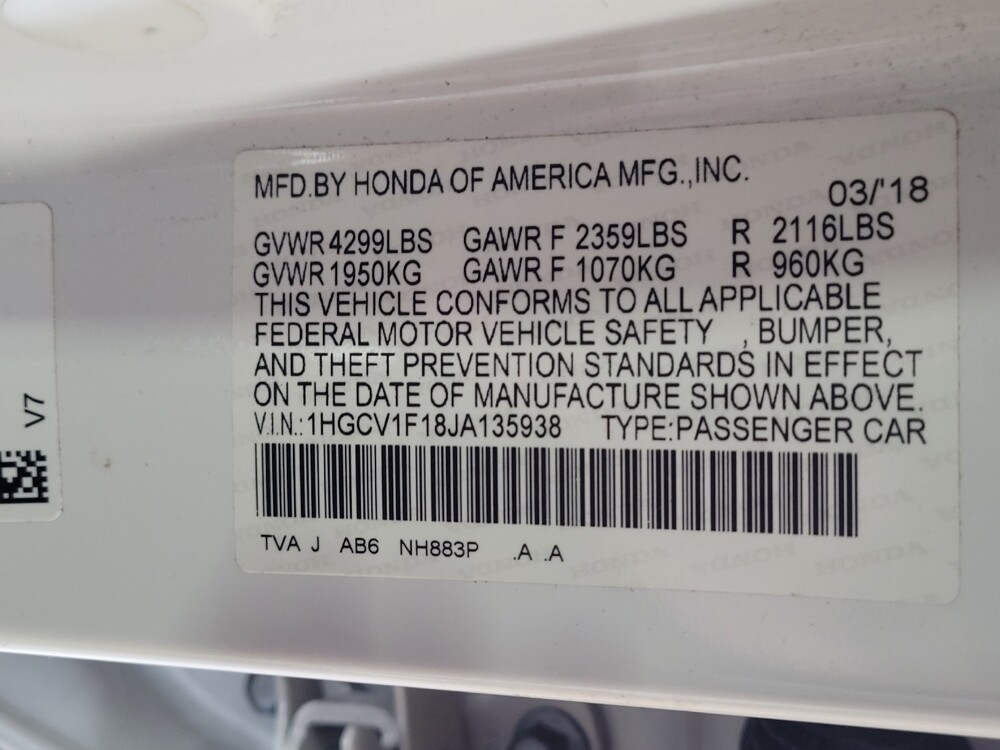 MFD.BY HONDA OF AMERICA MFG.,INC.
03/'18
GVWR 4299LBS GAWR F 2359LBS R 2116LBS
GVWR 1950KG GAWR F 1070KG R 960KG
THIS VEHICLE CONFORMS TO ALL APPLICABLE
FEDERAL MOTOR VEHICLE SAFETY , BUMPER,
AND THEFT PREVENTION STANDARDS IN EFFECT
ON THE DATE OF MANUFACTURE SHOWN ABOVE.
V.I.N.:1HGCV1F18JA135938 TYPE:PASSENGER CAR
TVA J AB6 NH883P .A .A
V7